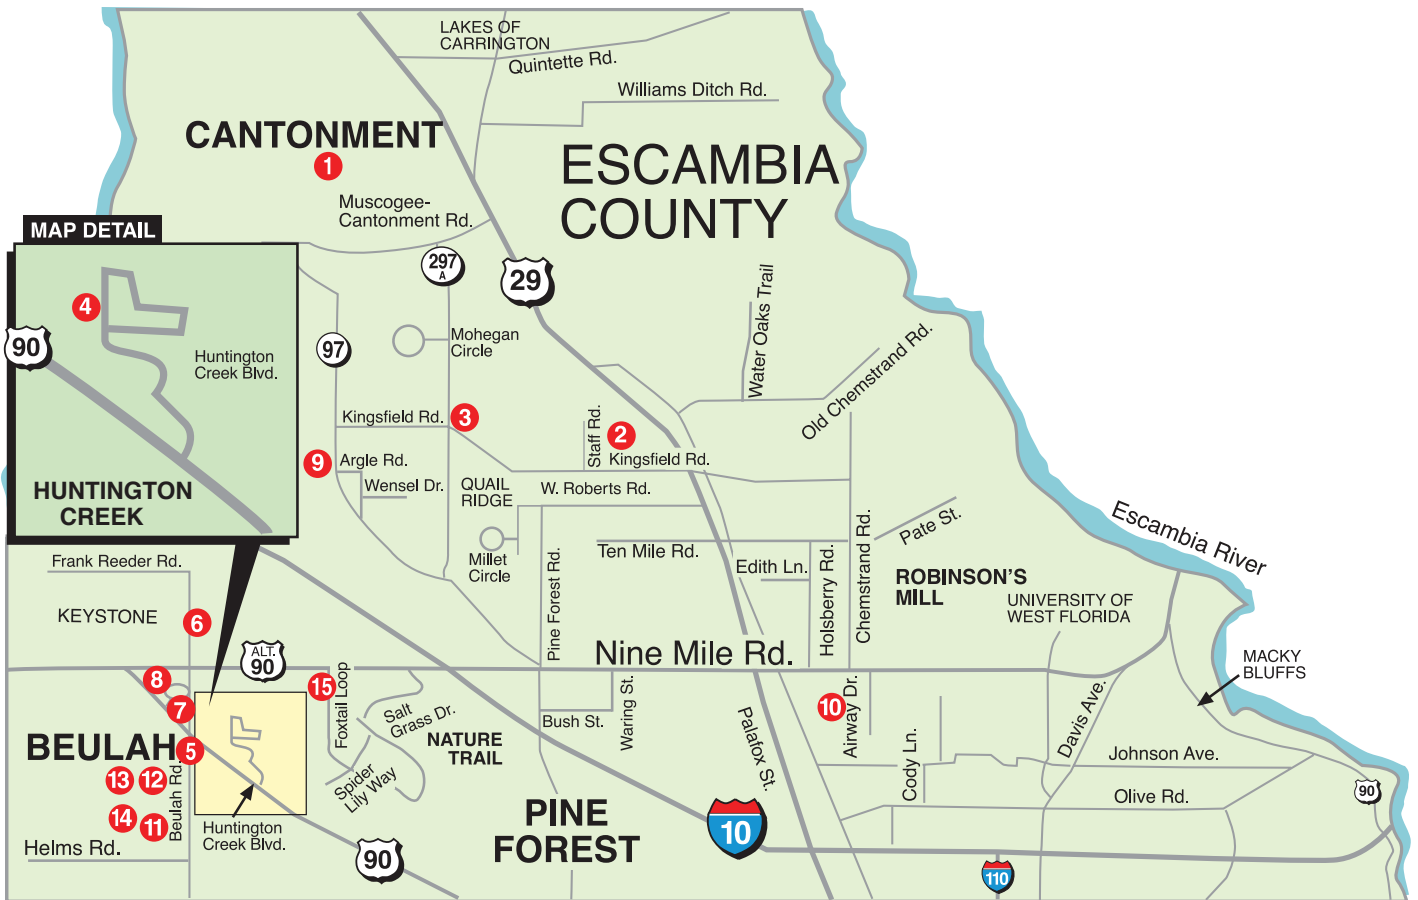 LAKES OF
CARRINGTON
Quintette Rd.
Williams Ditch Rd.
CANTONMENT
1
ESCAMBIA
COUNTY
Muscogee-
Cantonment Rd.
MAP DETAIL
297
A
29
4
90
Huntington
Creek Blvd.
HUNTINGTON
CREEK
97
Mohegan
Circle
Water Oaks Trail
Old Chemstrand Rd.
Kingsfield Rd.
3
Staff Rd.
2
Kingsfield Rd.
9
Argle Rd.
Wensel Dr.
QUAIL
RIDGE
W. Roberts Rd.
Millet
Circle
Pine Forest Rd.
Ten Mile Rd.
Edith Ln.
Holsberry Rd.
Chemstrand Rd.
Pate St.
Escambia River
ROBINSON'S
MILL
UNIVERSITY OF
WEST FLORIDA
MACKY
BLUFFS
Frank Reeder Rd.
KEYSTONE
6
ALT.
90
Nine Mile Rd.
8
7
15
Foxtail Loop
Salt
Grass Dr.
NATURE
TRAIL
Bush St.
Waring St.
Palafox St.
10
Airway Dr.
Cody Ln.
Davis Ave.
Johnson Ave.
Olive Rd.
90
BEULAH
5
13
12
14
11
Beulah Rd.
Helms Rd.
Huntington
Creek Blvd.
Spider
Lily Way
90
PINE
FOREST
10
110